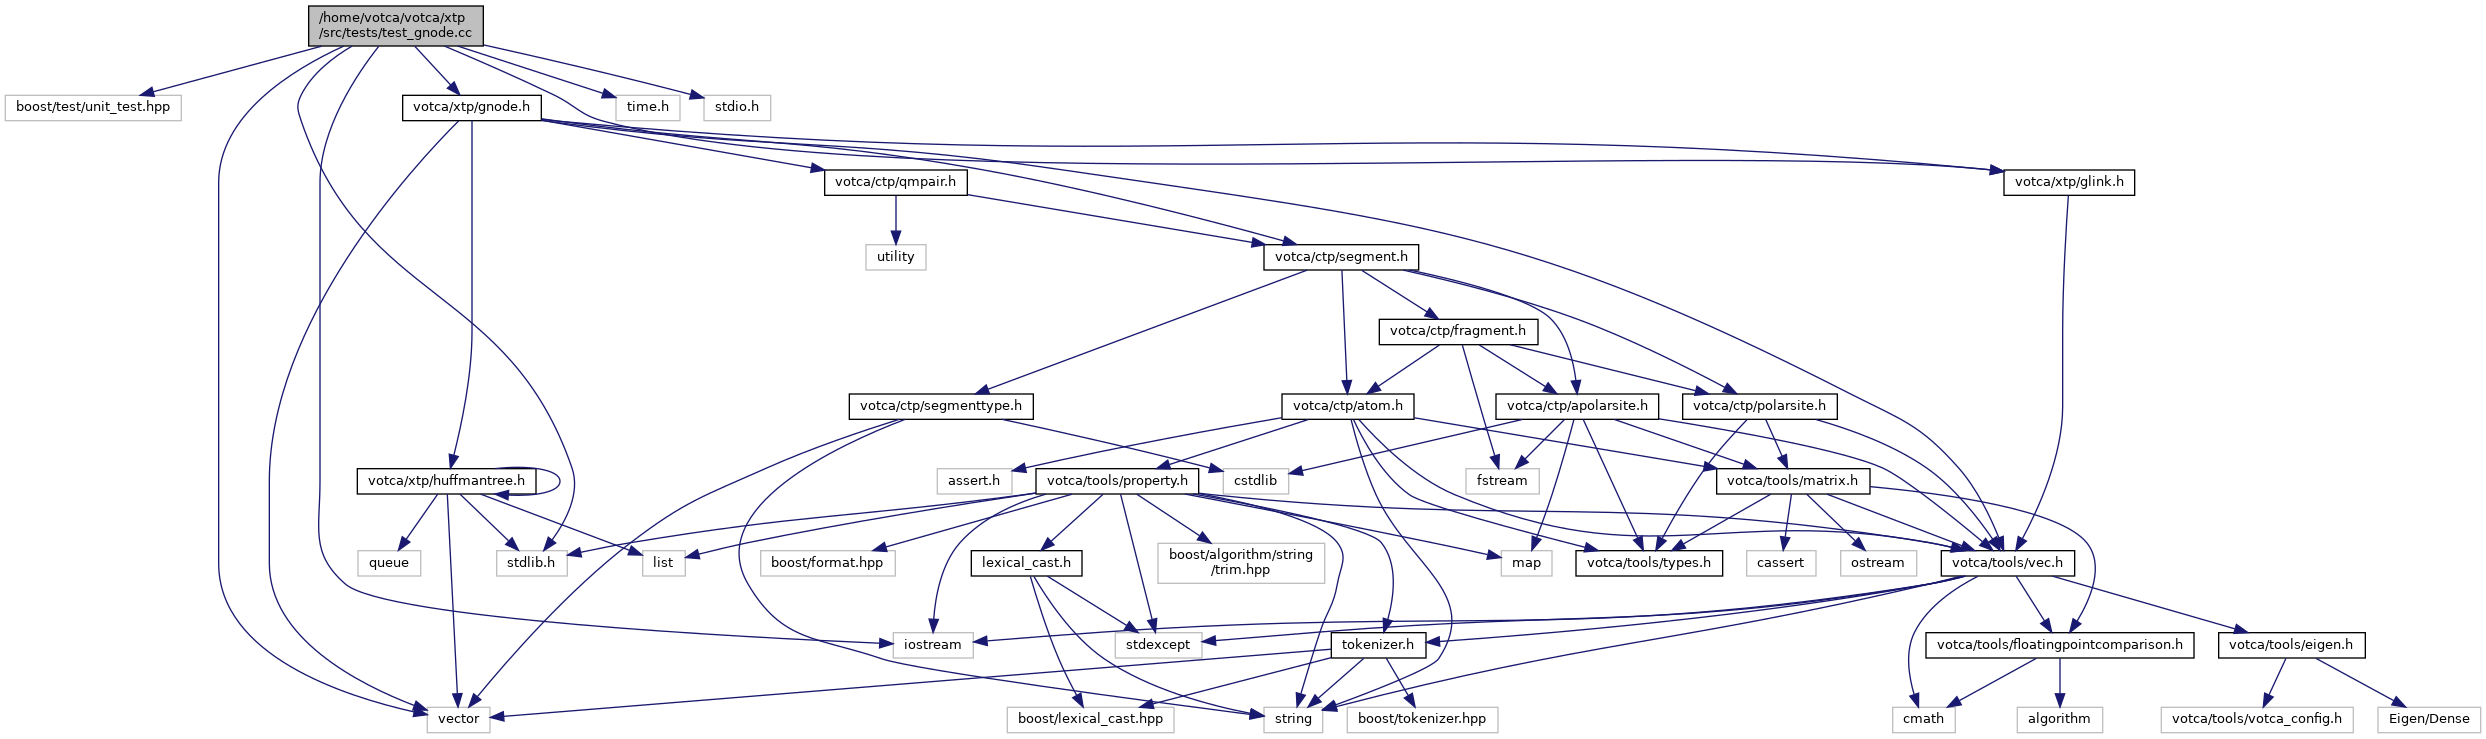 /home/votca/votca/xtp
/src/tests/test_gnode.cc
boost/test/unit_test.hpp
votca/xtp/gnode.h
time.h
stdio.h
votca/ctp/qmpair.h
votca/xtp/glink.h
utility
votca/ctp/segment.h
votca/ctp/fragment.h
votca/ctp/segmenttype.h
votca/ctp/atom.h
votca/ctp/apolarsite.h
votca/ctp/polarsite.h
votca/xtp/huffmantree.h
assert.h
votca/tools/property.h
cstdlib
fstream
votca/tools/matrix.h
queue
stdlib.h
list
boost/format.hpp
lexical_cast.h
boost/algorithm/string
/trim.hpp
map
votca/tools/types.h
cassert
ostream
votca/tools/vec.h
iostream
stdexcept
tokenizer.h
votca/tools/floatingpointcomparison.h
votca/tools/eigen.h
vector
boost/lexical_cast.hpp
string
boost/tokenizer.hpp
cmath
algorithm
votca/tools/votca_config.h
Eigen/Dense